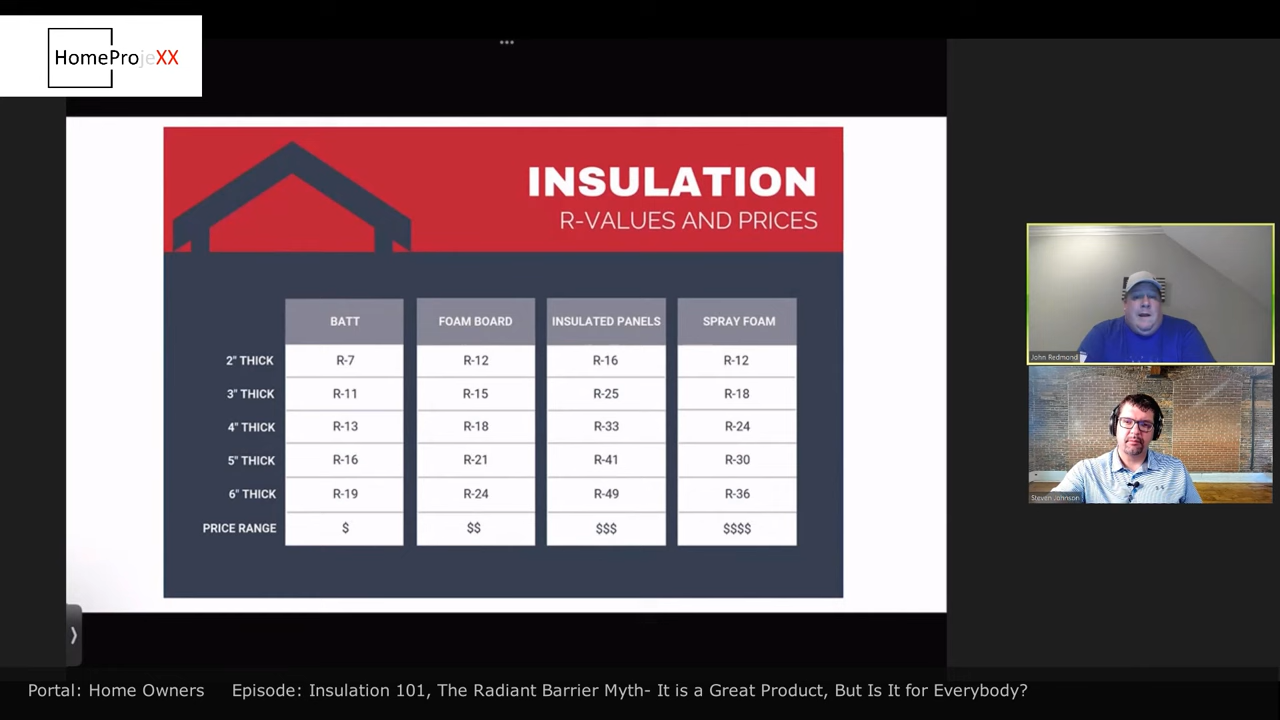 HomeProjeXX
INSULATION
R-VALUES AND PRICES
BATT FOAM BOARD INSULATED PANELS SPRAY FOAM
2" THICK R-7 R-12 R-16 R-12
3" THICK R-11 R-15 R-25 R-18
4" THICK R-13 R-18 R-33 R-24
5" THICK R-16 R-21 R-41 R-30
6" THICK R-19 R-24 R-49 R-36
PRICE RANGE $ $$ $$$ $$$$
John Redmond
Steven Johnson
Portal: Home Owners Episode: Insulation 101, The Radiant Barrier Myth- It is a Great Product, But Is It for Everybody?